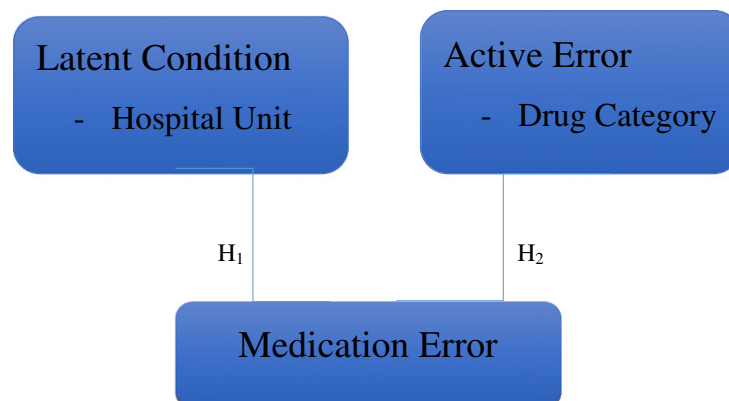 Latent Condition
- Hospital Unit
Active Error
- Drug Category
H₁
H₂
Medication Error